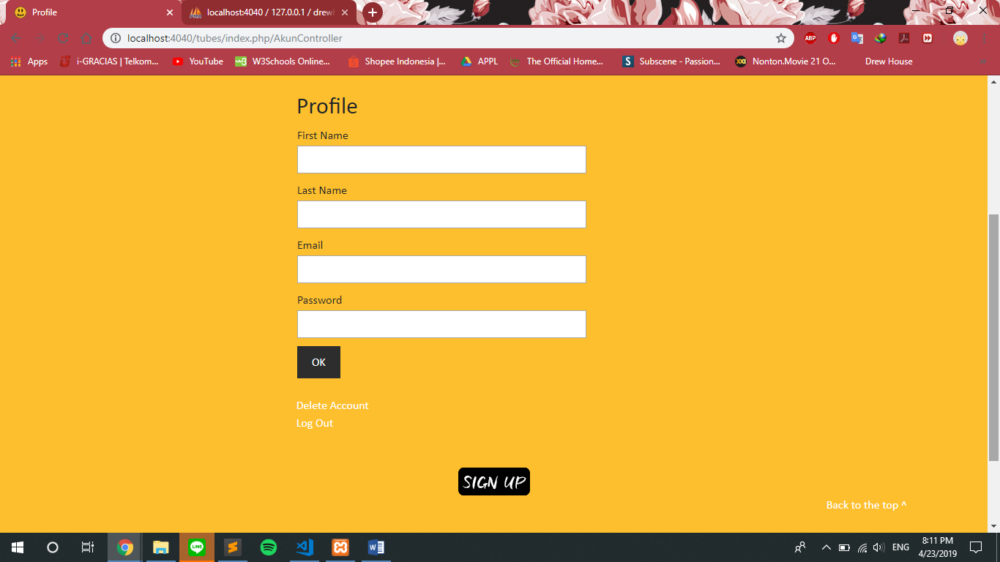 Profile
localhost:4040 / 127.0.0.1 / drewh
localhost:4040/tubes/index.php/AkunController
ABP
Apps
i-GRACIAS | Telkom...
YouTube
W3Schools Online...
Shopee Indonesia |...
APPL
The Official Home...
Subscene - Passion...
Nonton.Movie 21 O...
Drew House
Profile
First Name
Last Name
Email
Password
OK
Delete Account
Log Out
SIGN UP
Back to the top ^
LINE
ENG
8:11 PM
4/23/2019